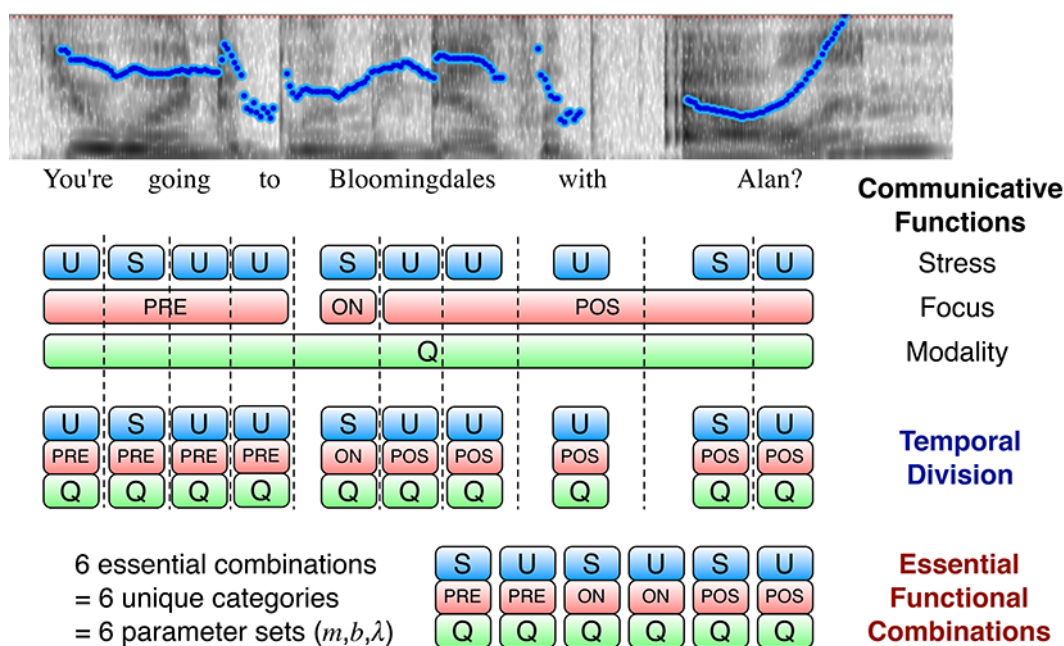 You're going to Bloomingdales with Alan?
Communicative
Functions
U S U U S U U U S U Stress
PRE ON POS Focus
Q Modality
U S U U S U U U S U
PRE PRE PRE PRE ON POS POS POS POS POS
Q Q Q Q Q Q Q Q Q Q
Temporal
Division
6 essential combinations
= 6 unique categories
= 6 parameter sets (m,b,λ)
S U S U S U
PRE PRE ON ON POS POS
Q Q Q Q Q Q
Essential
Functional
Combinations